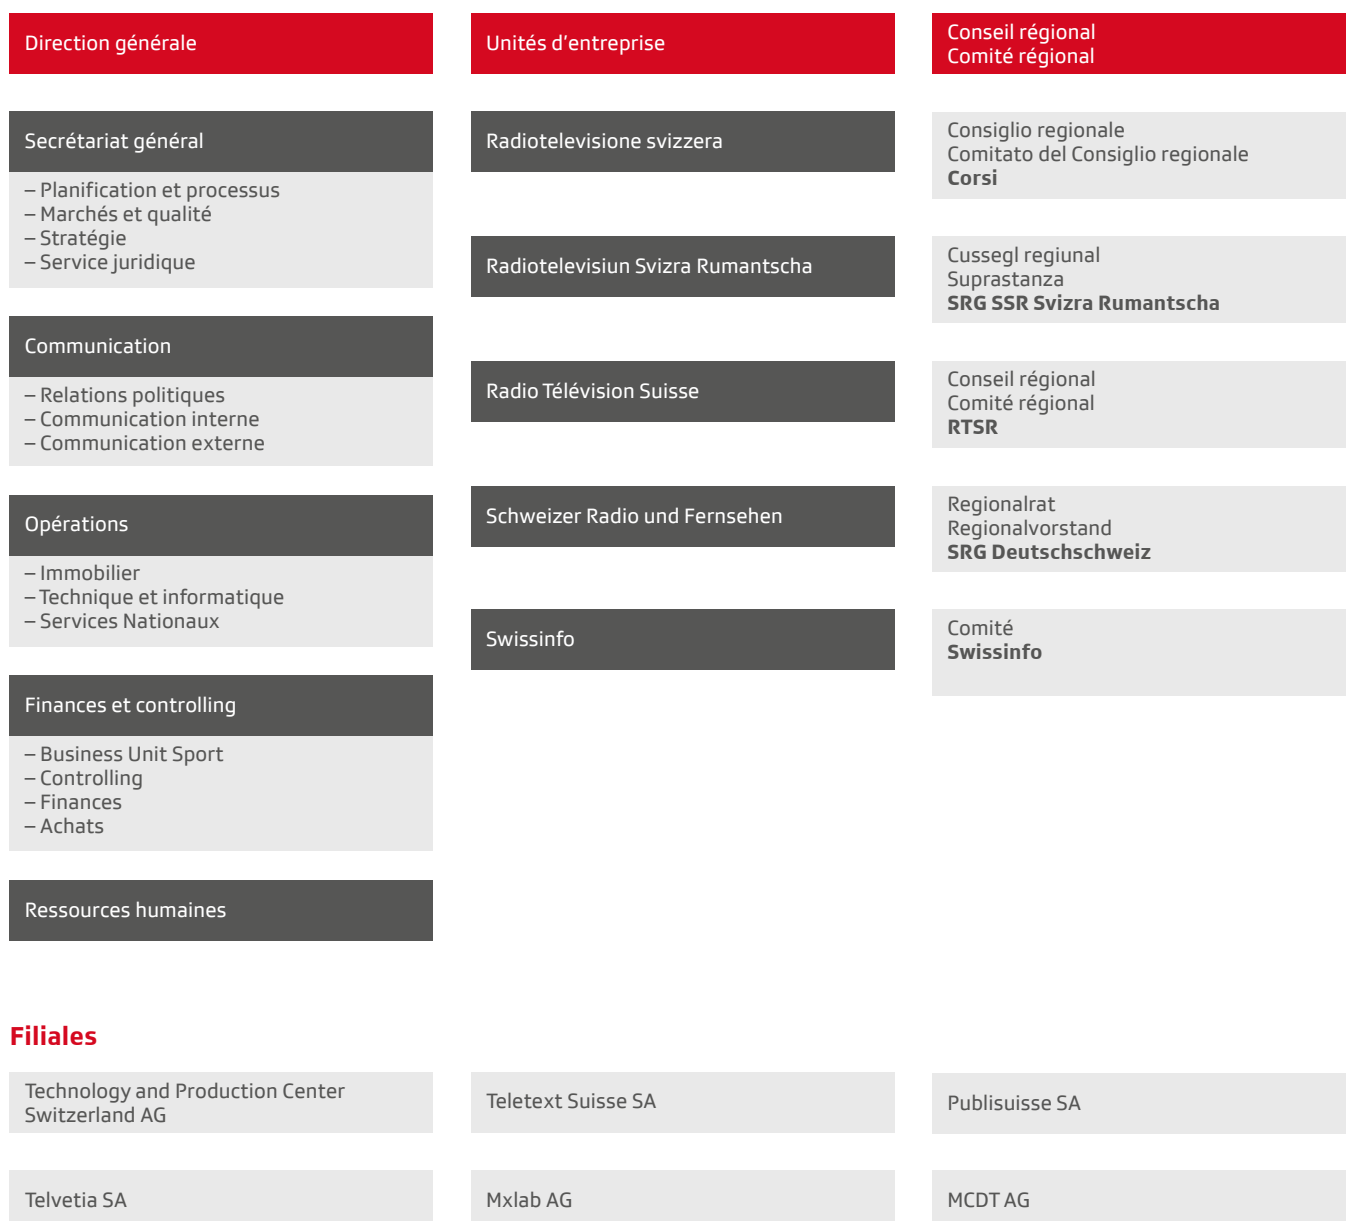 Direction générale
Secrétariat général
– Planification et processus
– Marchés et qualité
– Stratégie
– Service juridique
Communication
– Relations politiques
– Communication interne
– Communication externe
Opérations
– Immobilier
– Technique et informatique
– Services Nationaux
Finances et controlling
– Business Unit Sport
– Controlling
– Finances
– Achats
Ressources humaines
Unités d’entreprise
Radiotelevisione svizzera
Radiotelevisiun Svizra Rumantscha
Radio Télévision Suisse
Schweizer Radio und Fernsehen
Swissinfo
Conseil régional
Comité régional
Consiglio regionale
Comitato del Consiglio regionale
Corsi
Cussegl regiunal
Suprastanza
SRG SSR Svizra Rumantscha
Conseil régional
Comité régional
RTSR
Regionalrat
Regionalvorstand
SRG Deutschschweiz
Comité
Swissinfo
Filiales
Technology and Production Center
Switzerland AG
Teletext Suisse SA
Publisuisse SA
Telvetia SA
Mxlab AG
MCDT AG